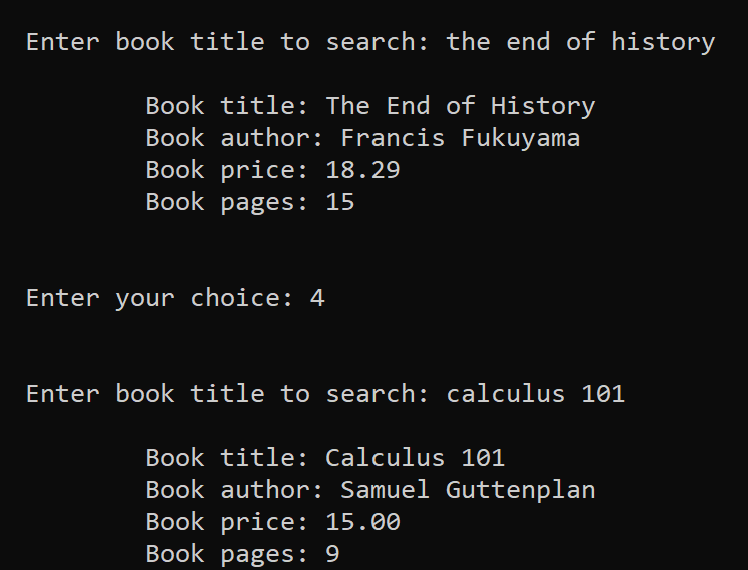 Enter book title to search: the end of history
Book title: The End of History
Book author: Francis Fukuyama
Book price: 18.29
Book pages: 15
Enter your choice: 4
Enter book title to search: calculus 101
Book title: Calculus 101
Book author: Samuel Guttenplan
Book price: 15.00
Book pages: 9